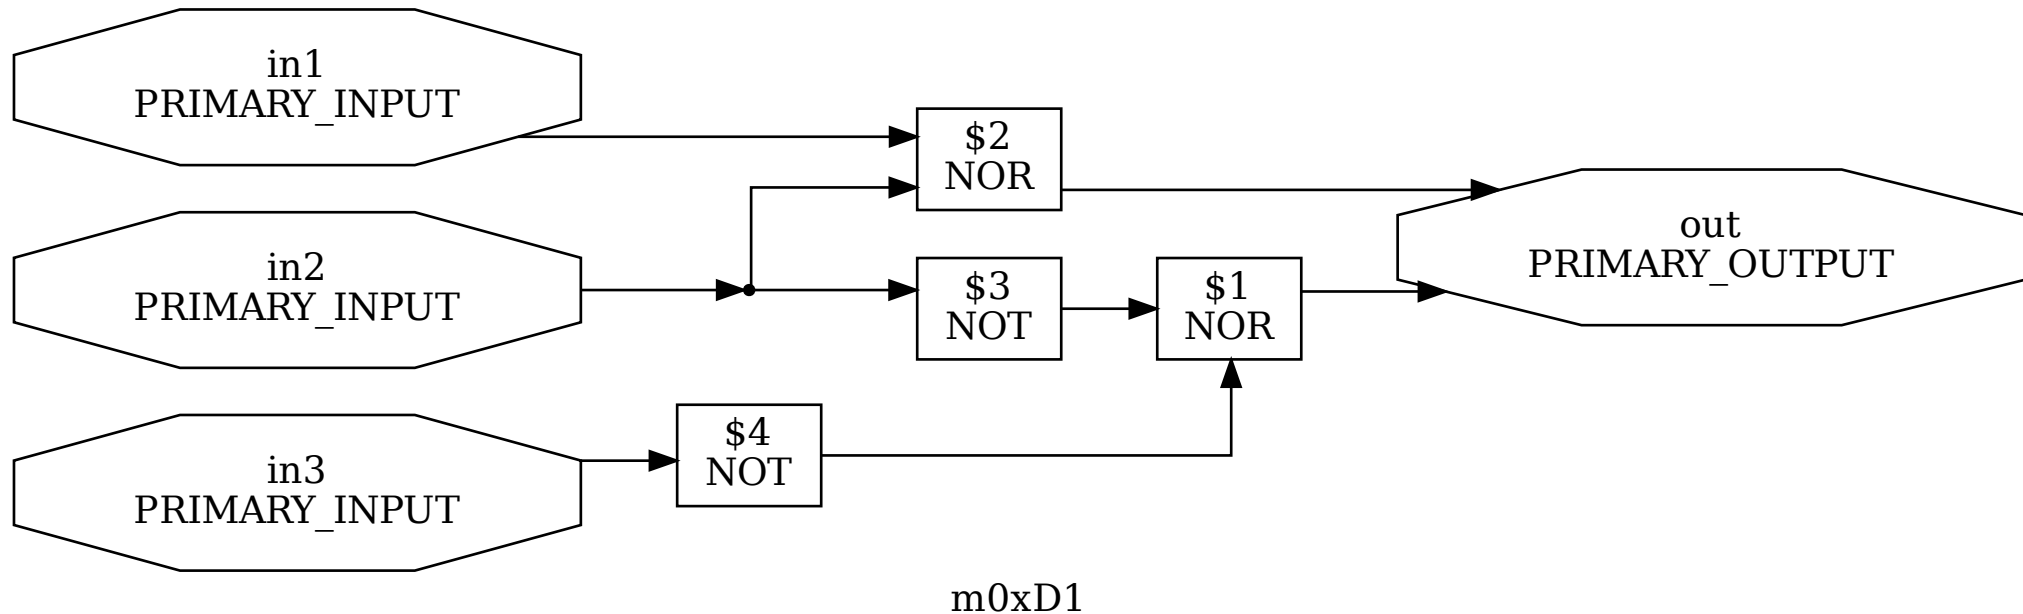 in1
PRIMARY_INPUT
$2
NOR
out
PRIMARY_OUTPUT
in2
PRIMARY_INPUT
$3
NOT
$1
NOR
$4
NOT
in3
PRIMARY_INPUT
m0xD1